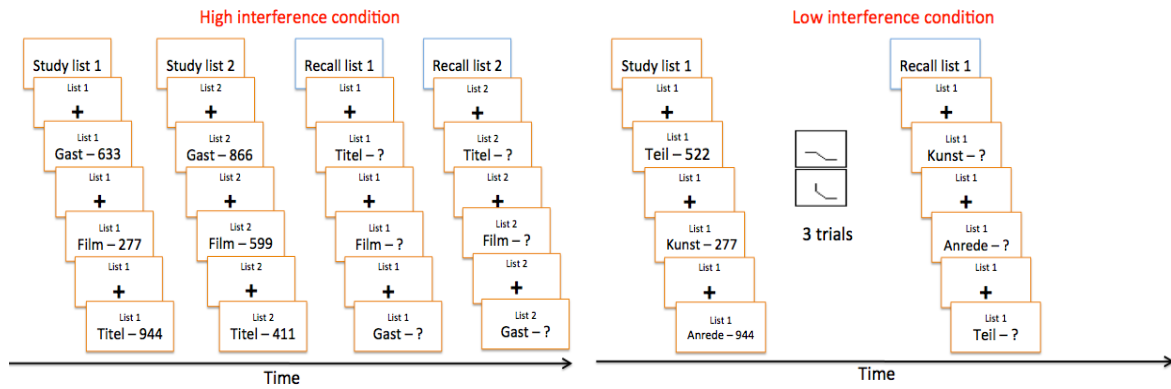 High interference condition
Study list 1
List 1
+
List 1
Gast – 633
List 1
+
List 1
Film – 277
List 1
+
List 1
Titel – 944
Study list 2
List 2
+
List 2
Gast – 866
List 2
+
List 2
Film – 599
List 2
+
List 2
Titel – 411
Recall list 1
List 1
+
List 1
Titel – ?
List 1
+
List 1
Film – ?
List 1
+
List 1
Gast – ?
Recall list 2
List 2
+
List 2
Titel – ?
List 2
+
List 2
Film – ?
List 2
+
List 2
Gast – ?
Time
Low interference condition
Study list 1
List 1
+
List 1
Teil – 522
List 1
+
List 1
Kunst – 277
List 1
+
List 1
Anrede – 944
3 trials
Recall list 1
List 1
+
List 1
Kunst – ?
List 1
+
List 1
Anrede – ?
List 1
+
List 1
Teil – ?
Time